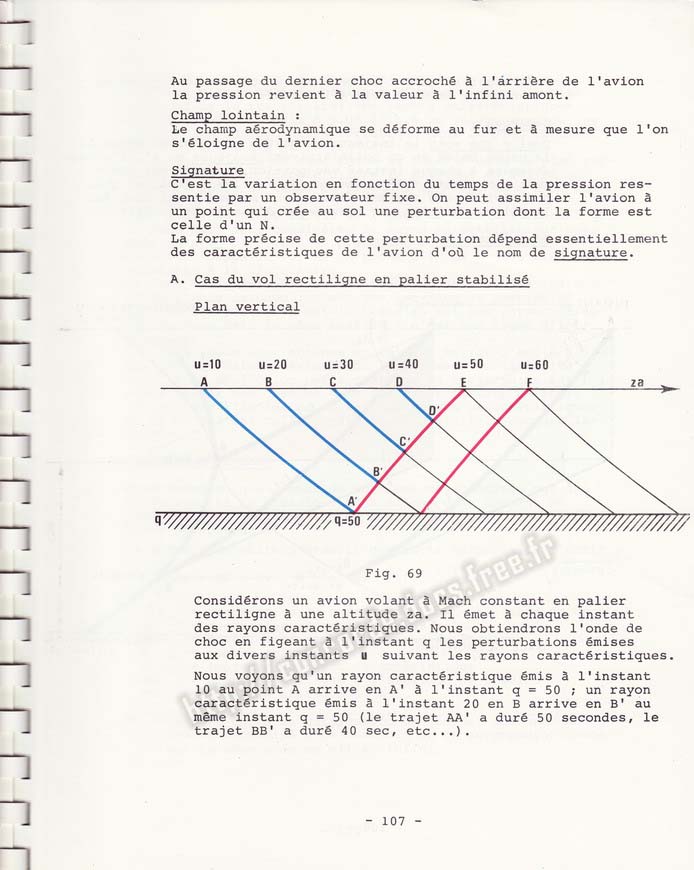 Au passage du dernier choc accroché à l'arrière de l'avion
la pression revient à la valeur à l'infini amont.
Champ lointain :
Le champ aérodynamique se déforme au fur et à mesure que l'on
s'éloigne de l'avion.
Signature
C'est la variation en fonction du temps de la pression res-
sentie par un observateur fixe. On peut assimiler l'avion à
un point qui crée au sol une perturbation dont la forme est
celle d'un N.
La forme précise de cette perturbation dépend essentiellement
des caractéristiques de l'avion d'où le nom de signature.
A. Cas du vol rectiligne en palier stabilisé
Plan vertical
u=10 u=20 u=30 u=40 u=50 u=60
A B C D E F za
D'
C'
B'
A'
q q=50
Fig. 69
Considérons un avion volant à Mach constant en palier
rectiligne à une altitude za. Il émet à chaque instant
des rayons caractéristiques. Nous obtiendrons l'onde de
choc en figeant à l'instant q les perturbations émises
aux divers instants u suivant les rayons caractéristiques.
Nous voyons qu'un rayon caractéristique émis à l'instant
10 au point A arrive en A' à l'instant q = 50 ; un rayon
caractéristique émis à l'instant 20 en B arrive en B' au
même instant q = 50 (le trajet AA' a duré 50 secondes, le
trajet BB' a duré 40 sec, etc...).
- 107 -